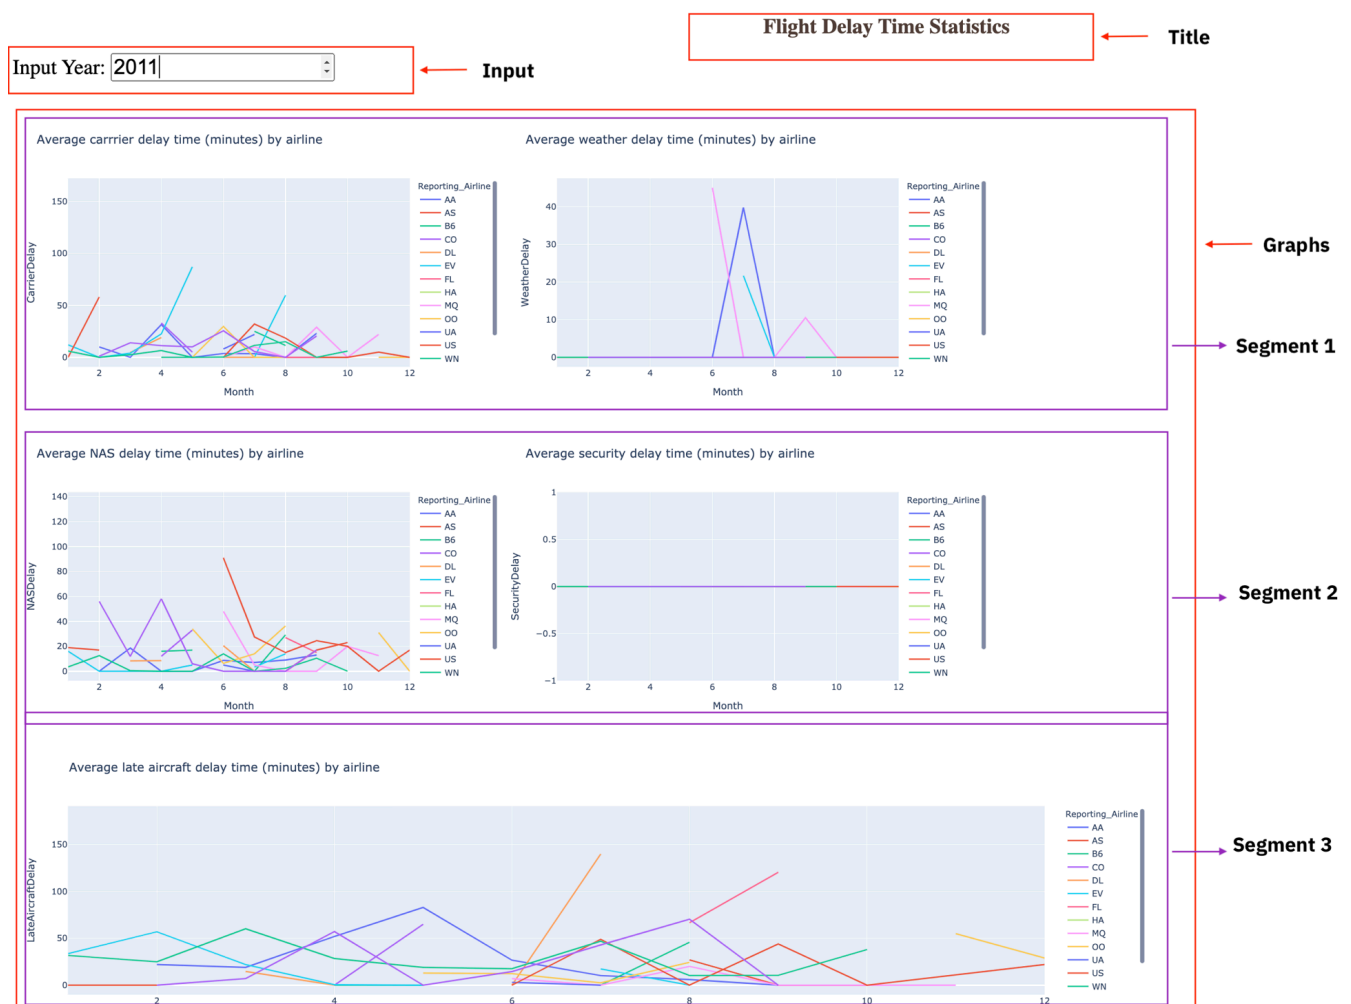 Flight Delay Time Statistics
Title
Input Year: 2011
Input
Graphs
Average carrrier delay time (minutes) by airline
CarrierDelay
150
100
50
0
2 4 6 8 10 12
Month
Reporting_Airline
AA
AS
B6
CO
DL
EV
FL
HA
MQ
OO
UA
US
WN
Average weather delay time (minutes) by airline
WeatherDelay
40
30
20
10
0
2 4 6 8 10 12
Month
Reporting_Airline
AA
AS
B6
CO
DL
EV
FL
HA
MQ
OO
UA
US
WN
Segment 1
Average NAS delay time (minutes) by airline
NASDelay
140
120
100
80
60
40
20
0
2 4 6 8 10 12
Month
Reporting_Airline
AA
AS
B6
CO
DL
EV
FL
HA
MQ
OO
UA
US
WN
Average security delay time (minutes) by airline
SecurityDelay
1
0.5
0
−0.5
−1
2 4 6 8 10 12
Month
Reporting_Airline
AA
AS
B6
CO
DL
EV
FL
HA
MQ
OO
UA
US
WN
Segment 2
Average late aircraft delay time (minutes) by airline
LateAircraftDelay
150
100
50
0
2 4 6 8 10 12
Reporting_Airline
AA
AS
B6
CO
DL
EV
FL
HA
MQ
OO
UA
US
WN
Segment 3